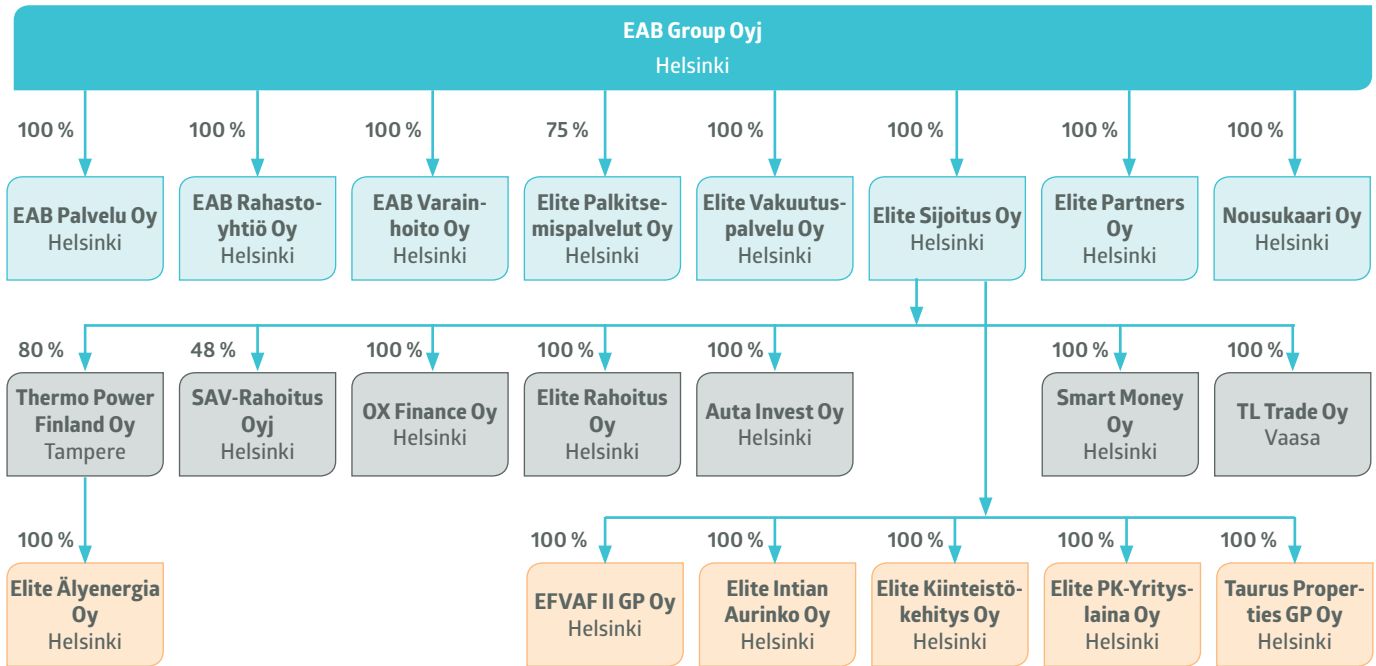 EAB Group Oyj
Helsinki
100 %
100 %
100 %
75 %
100 %
100 %
100 %
100 %
EAB Palvelu Oy
Helsinki
EAB Rahasto-
yhtiö Oy
Helsinki
EAB Varain-
hoito Oy
Helsinki
Elite Palkitse-
mispalvelut Oy
Helsinki
Elite Vakuutus-
palvelu Oy
Helsinki
Elite Sijoitus Oy
Helsinki
Elite Partners
Oy
Helsinki
Nousukaari Oy
Helsinki
80 %
48 %
100 %
100 %
100 %
100 %
100 %
Thermo Power
Finland Oy
Tampere
SAV-Rahoitus
Oyj
Helsinki
OX Finance Oy
Helsinki
Elite Rahoitus
Oy
Helsinki
Auta Invest Oy
Helsinki
Smart Money
Oy
Helsinki
TL Trade Oy
Vaasa
100 %
100 %
100 %
100 %
100 %
100 %
Elite Älyenergia
Oy
Helsinki
EFVAF II GP Oy
Helsinki
Elite Intian
Aurinko Oy
Helsinki
Elite Kiinteistö-
kehitys Oy
Helsinki
Elite PK-Yritys-
laina Oy
Helsinki
Taurus Proper-
ties GP Oy
Helsinki